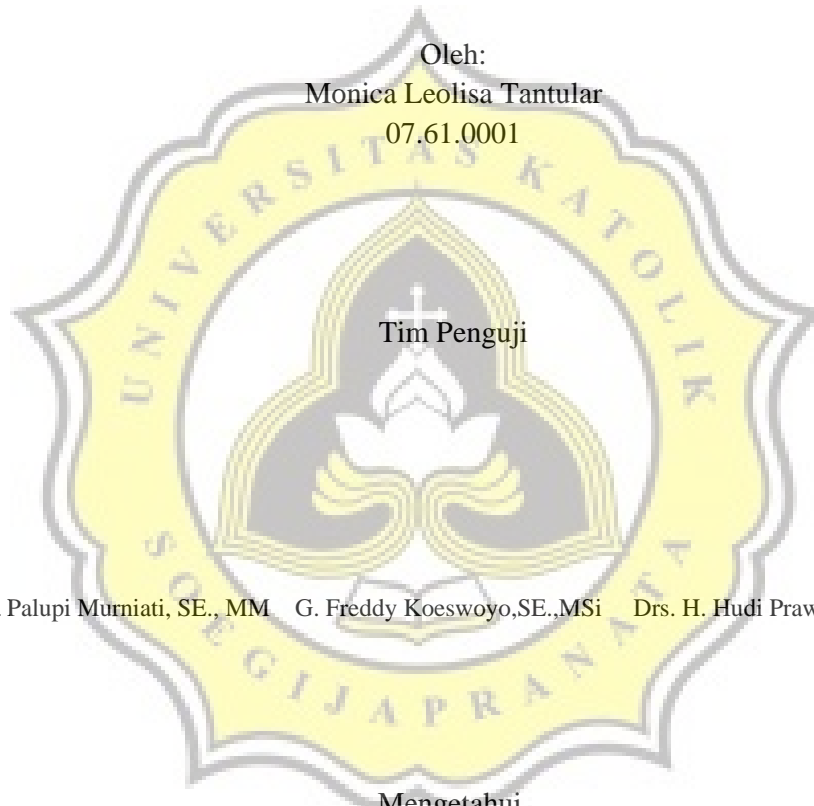 Oleh:
Monica Leolisa Tantular
07.61.0001
UNIVERSITAS KATOLIK
Tim Penguji
Palupi Murniati, SE., MM G. Freddy Koeswoyo,SE.,MSi Drs. H. Hudi
SOEGIJAPRANATA
Mengetahui